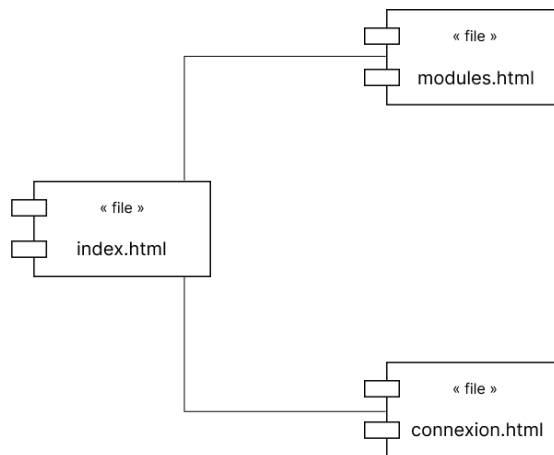 « file »
modules.html
« file »
index.html
« file »
connexion.html